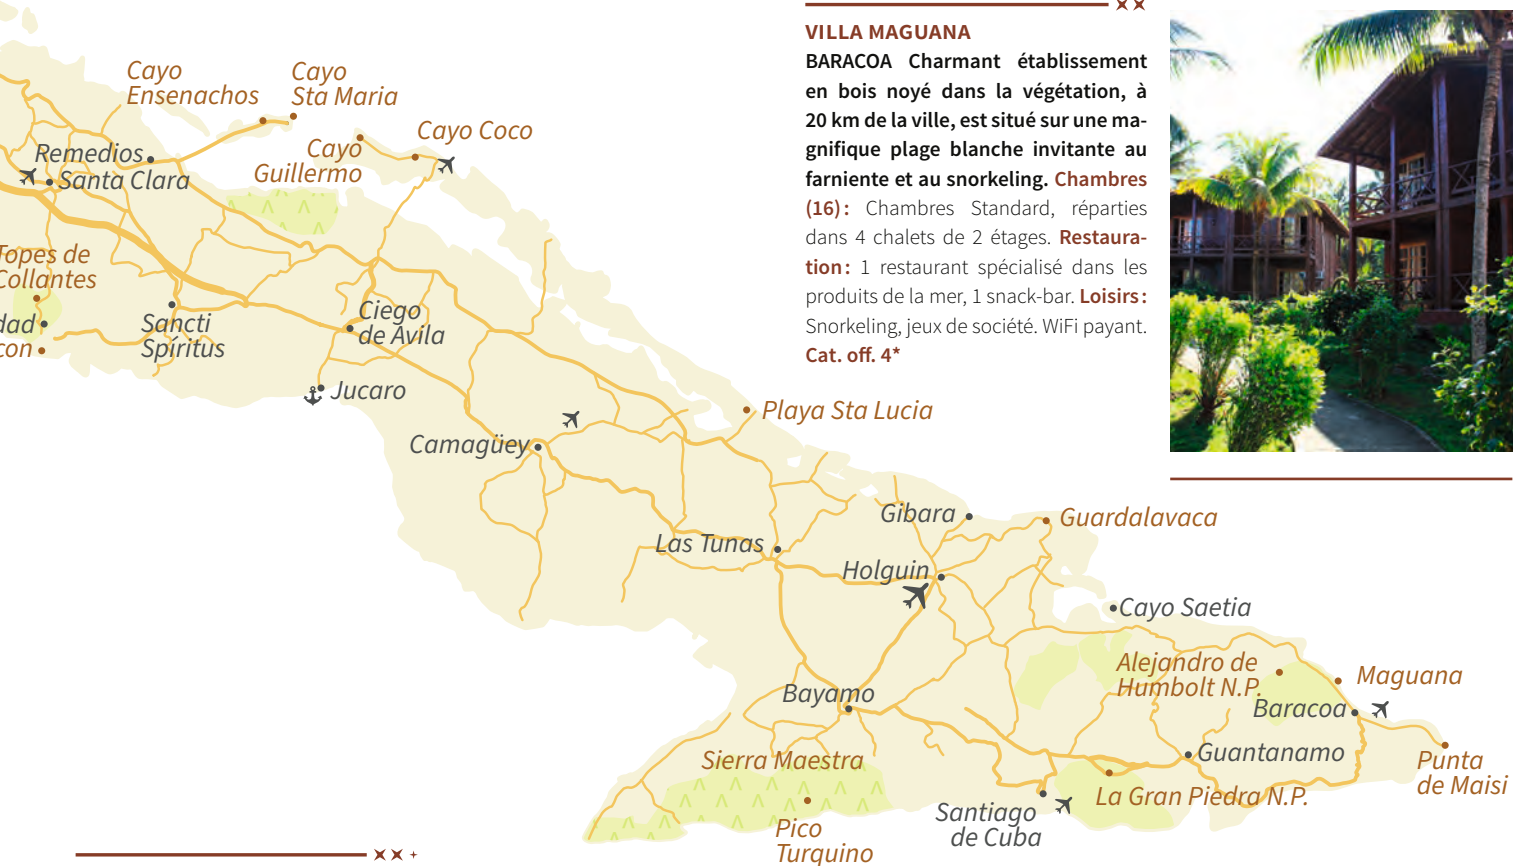 VILLA MAGUANA
BARACOA Charmant établissement
en bois noyé dans la végétation, à
20 km de la ville, est situé sur une ma-
gnifique plage blanche invitante au
farniente et au snorkeling. Chambres
(16) : Chambres Standard, réparties
dans 4 chalets de 2 étages. Restaura-
tion : 1 restaurant spécialisé dans les
produits de la mer, 1 snack-bar. Loisirs :
Snorkeling, jeux de société. WiFi payant.
Cat. off. 4*
Cayo
Ensenachos
Cayo
Sta Maria
Cayo Coco
Cayo
Guillermo
Remedios
Santa Clara
Topes de
Collantes
dad
con
Sancti
Spíritus
Ciego
de Avila
Jucaro
Camagüey
Playa Sta Lucia
Gibara
Guardalavaca
Las Tunas
Holguin
Cayo Saetia
Alejandro de
Humbolt N.P.
Maguana
Baracoa
Bayamo
Guantanamo
Punta
de Maisi
Sierra Maestra
La Gran Piedra N.P.
Santiago
de Cuba
Pico
Turquino